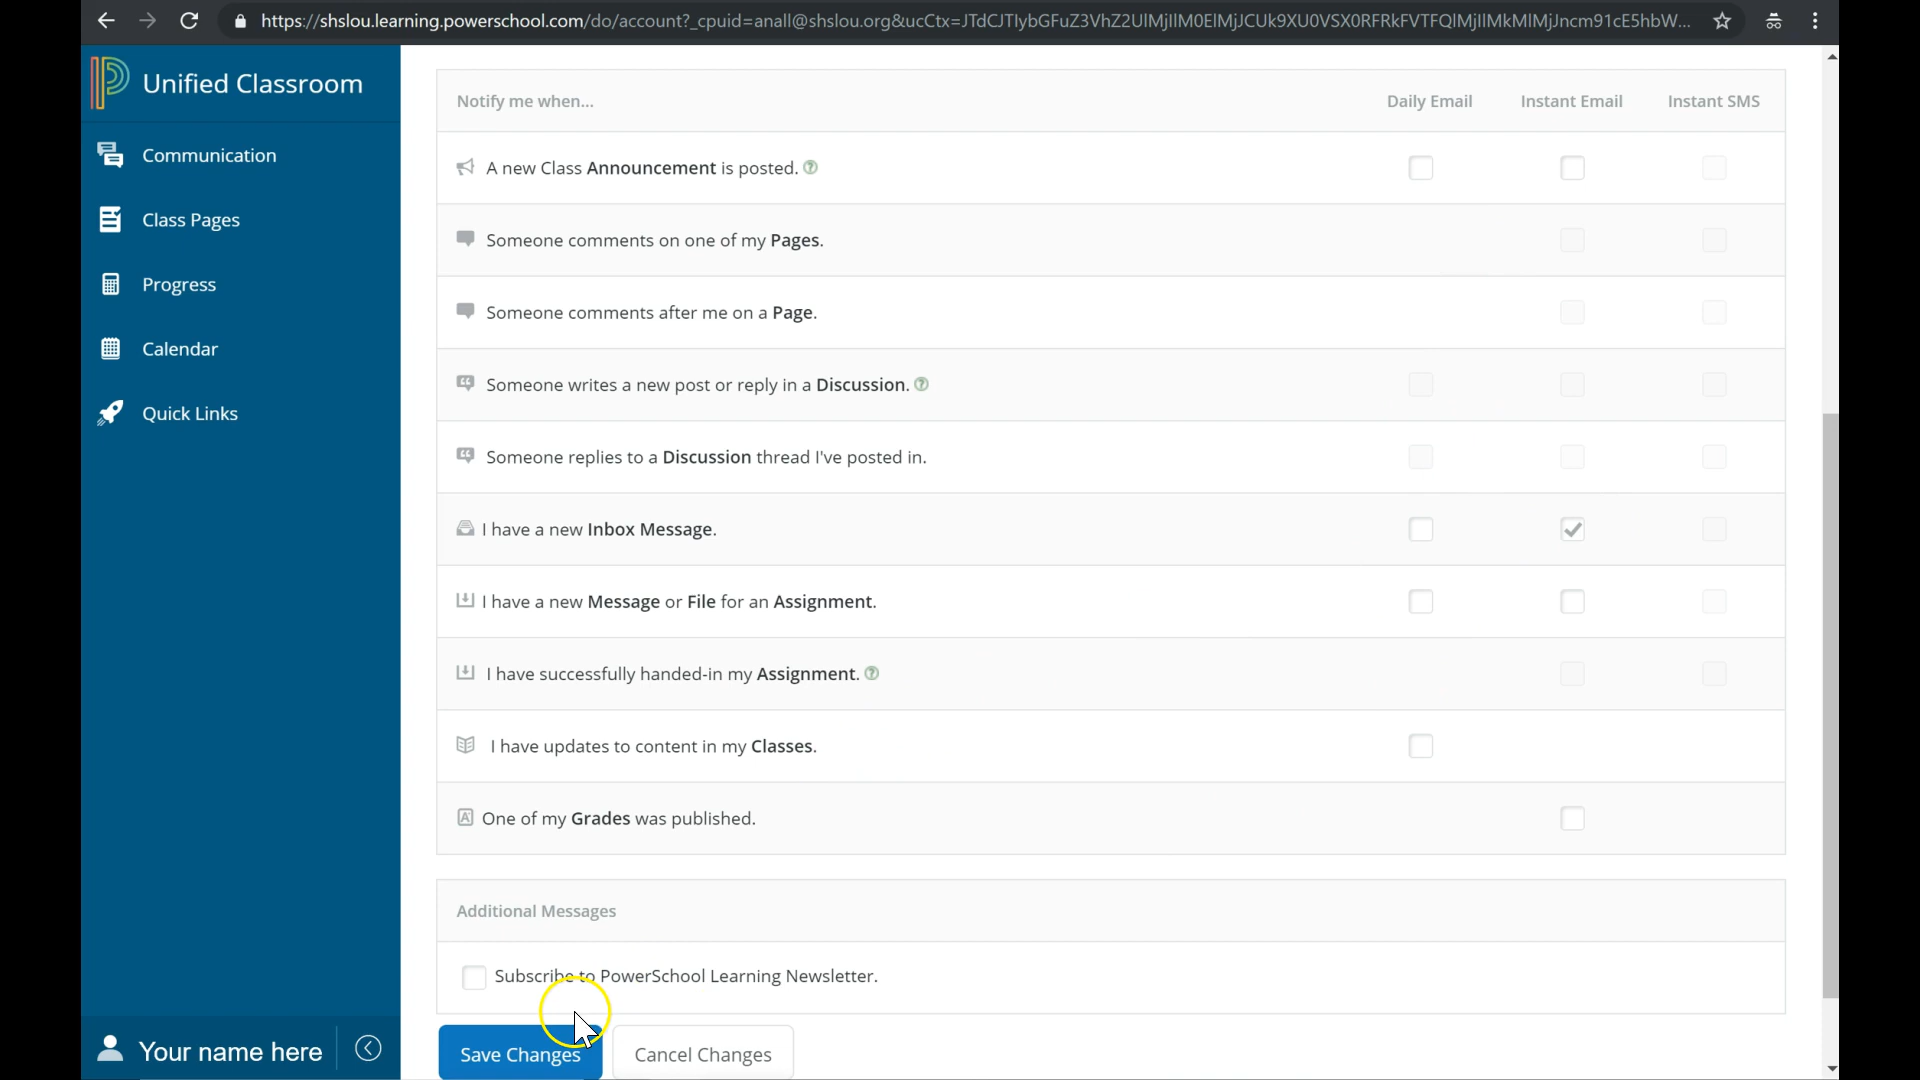 https://shslou.learning.powerschool.com/do/account?_cpuid=anall@shslou.org&ucCtx=
Unified Classroom
Communication
Class Pages
Progress
Calendar
Quick Links
Your name here
Notify me when... Daily Email Instant Email Instant SMS
A new Class Announcement is posted. ?
Someone comments on one of my Pages.
Someone comments after me on a Page.
Someone writes a new post or reply in a Discussion. ?
Someone replies to a Discussion thread I've posted in.
I have a new Inbox Message.
I have a new Message or File for an Assignment.
I have successfully handed-in my Assignment. ?
I have updates to content in my Classes.
One of my Grades was published.
Additional Messages
Subscribe to PowerSchool Learning Newsletter.
Save Changes Cancel Changes